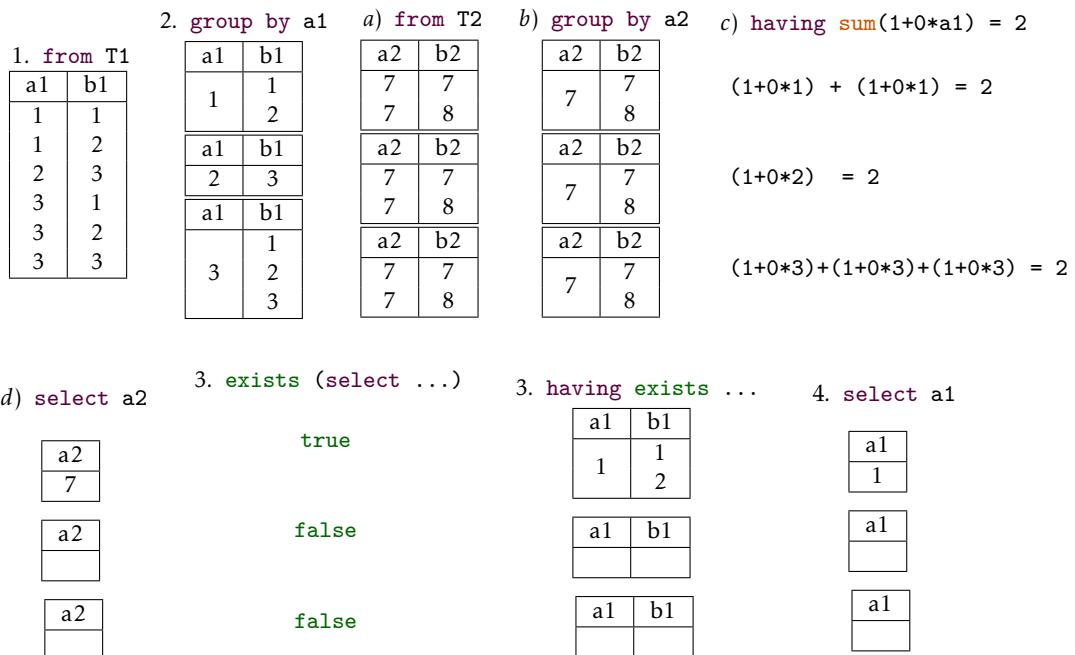 1. from T1
a1 b1
1 1
1 2
2 3
3 1
3 2
3 3
2. group by a1
a1 b1
1 1
2
a1 b1
2 3
a1 b1
1
3 2
3
a) from T2
a2 b2
7 7
7 8
a2 b2
7 7
7 8
a2 b2
7 7
7 8
b) group by a2
a2 b2
7 7
8
a2 b2
7 7
8
a2 b2
7 7
8
c) having sum(1+0*a1) = 2
(1+0*1) + (1+0*1) = 2
(1+0*2) = 2
(1+0*3)+(1+0*3)+(1+0*3) = 2
d) select a2
a2
7
a2
a2
3. exists (select ...)
true
false
false
3. having exists ...
a1 b1
1 1
2
a1 b1
a1 b1
4. select a1
a1
1
a1
a1